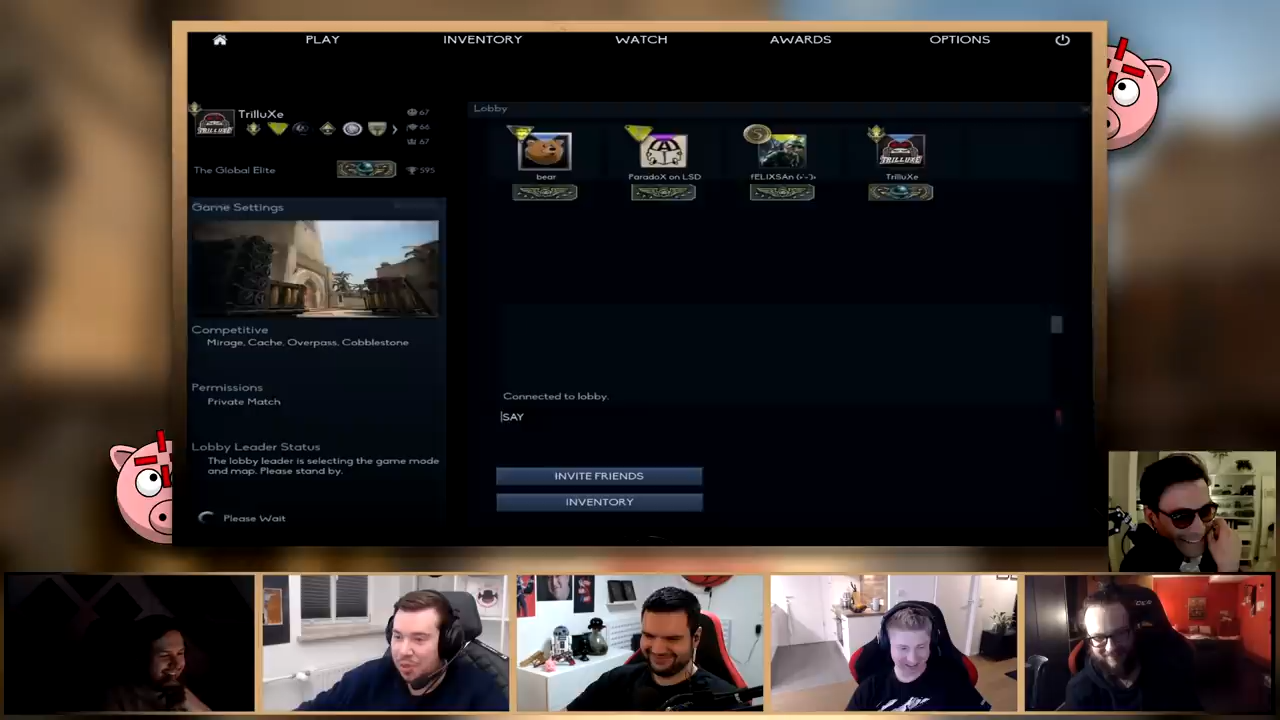 PLAY
INVENTORY
WATCH
AWARDS
OPTIONS
TrilluXe
67
66
67
The Global Elite
595
Lobby
bear
ParadoX on LSD
TrilluXe
TRILLUXE
TRILLUXE
Game Settings
Competitive
Mirage, Cache, Overpass, Cobblestone
Permissions
Private Match
Lobby Leader Status
The lobby leader is selecting the game mode
and map. Please stand by.
Please Wait
Connected to lobby.
SAY
INVITE FRIENDS
INVENTORY